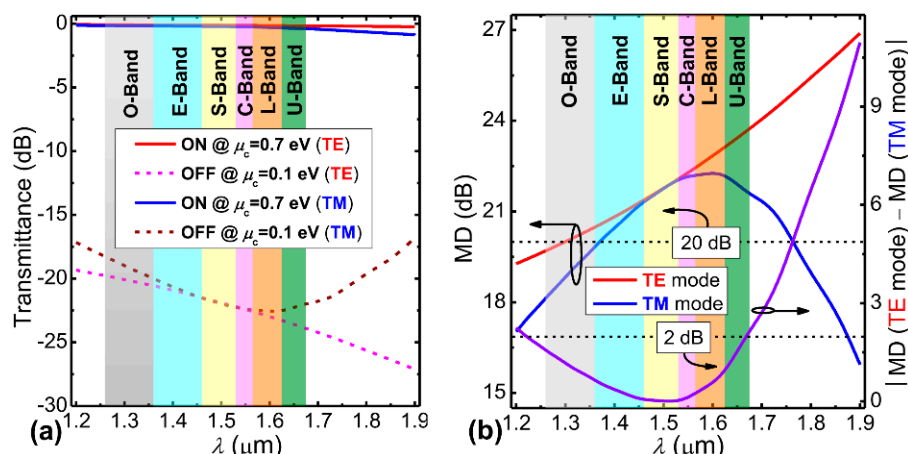 0
-5
-10
-15
-20
-25
-30
Transmittance (dB)
O-Band
E-Band
S-Band
C-Band
L-Band
U-Band
ON @ μc=0.7 eV (TE)
OFF @ μc=0.1 eV (TE)
ON @ μc=0.7 eV (TM)
OFF @ μc=0.1 eV (TM)
1.2 1.3 1.4 1.5 1.6 1.7 1.8 1.9
(a)
λ (μm)
27
24
21
18
15
MD (dB)
O-Band
E-Band
S-Band
C-Band
L-Band
U-Band
20 dB
TE mode
TM mode
2 dB
9
6
3
0
| MD (TE mode) − MD (TM mode) |
1.2 1.3 1.4 1.5 1.6 1.7 1.8 1.9
(b)
λ (μm)